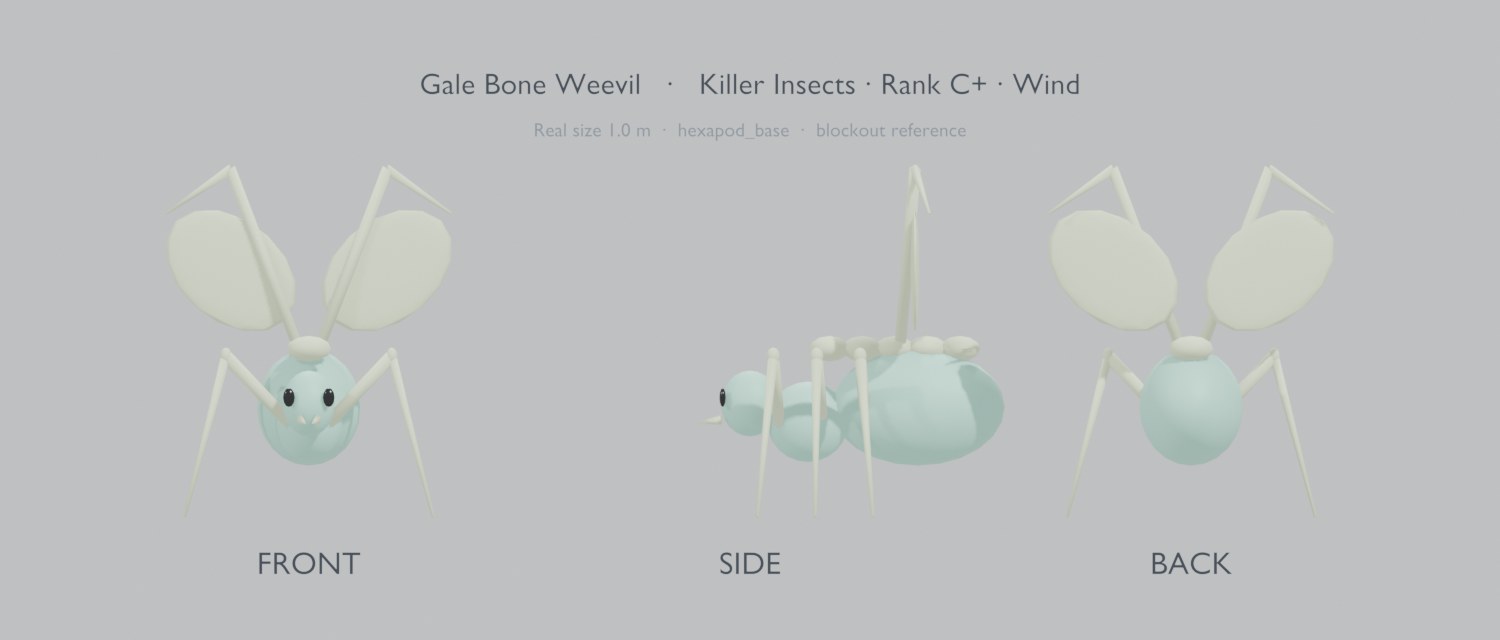 Gale Bone Weevil · Killer Insects · Rank C+ · Wind
Real size 1.0 m · hexapod_base · blockout reference
FRONT
SIDE
BACK